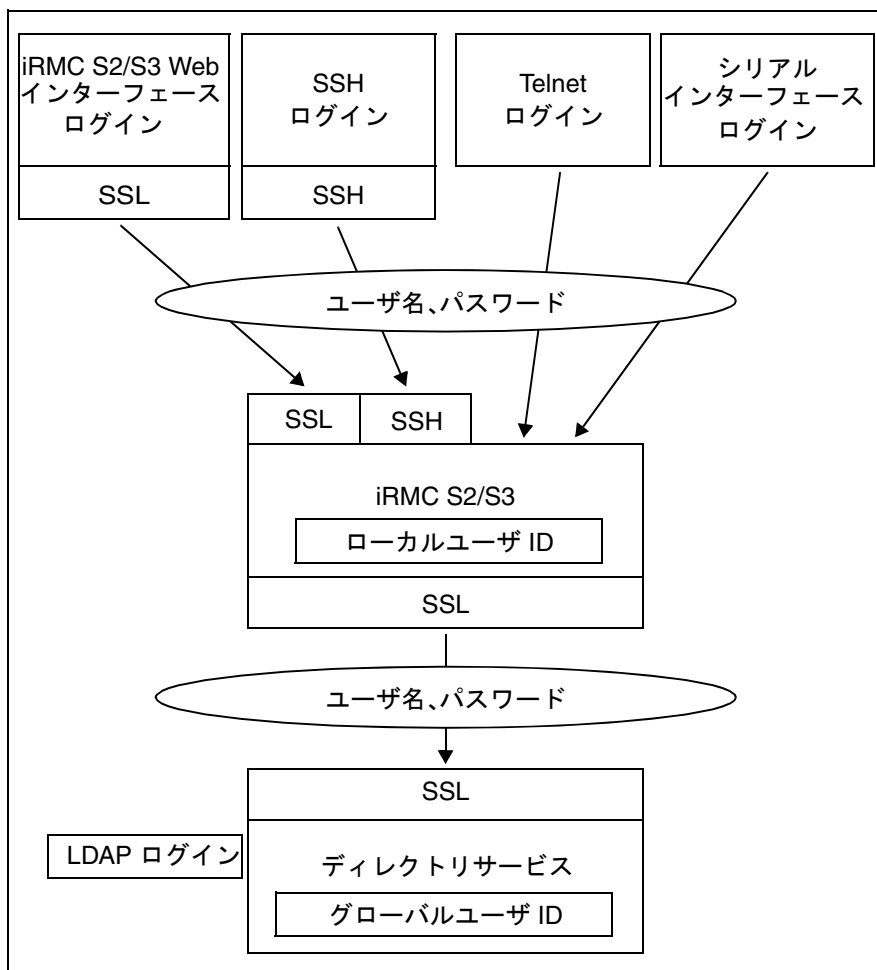 iRMC S2/S3 Web
インターフェース
ログイン
SSL
SSH
ログイン
SSH
Telnet
ログイン
シリアル
インターフェース
ログイン
ユーザ名、パスワード
SSL
SSH
iRMC S2/S3
ローカルユーザ ID
SSL
ユーザ名、パスワード
SSL
LDAP ログイン
ディレクトリサービス
グローバルユーザ ID